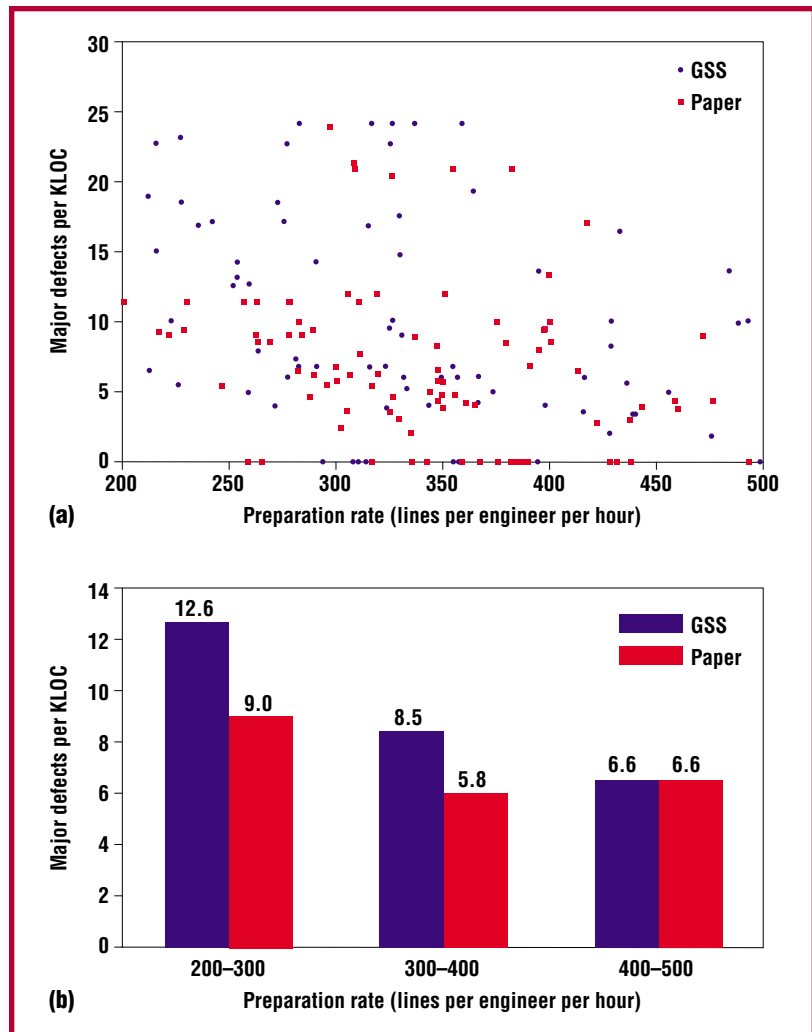 30
25
20
15
10
5
0
Major defects per KLOC
GSS
Paper
200 250 300 350 400 450 500
(a) Preparation rate (lines per engineer per hour)
14
12
10
8
6
4
2
0
Major defects per KLOC
GSS
Paper
12.6
9.0
8.5
5.8
6.6 6.6
200–300 300–400 400–500
(b) Preparation rate (lines per engineer per hour)